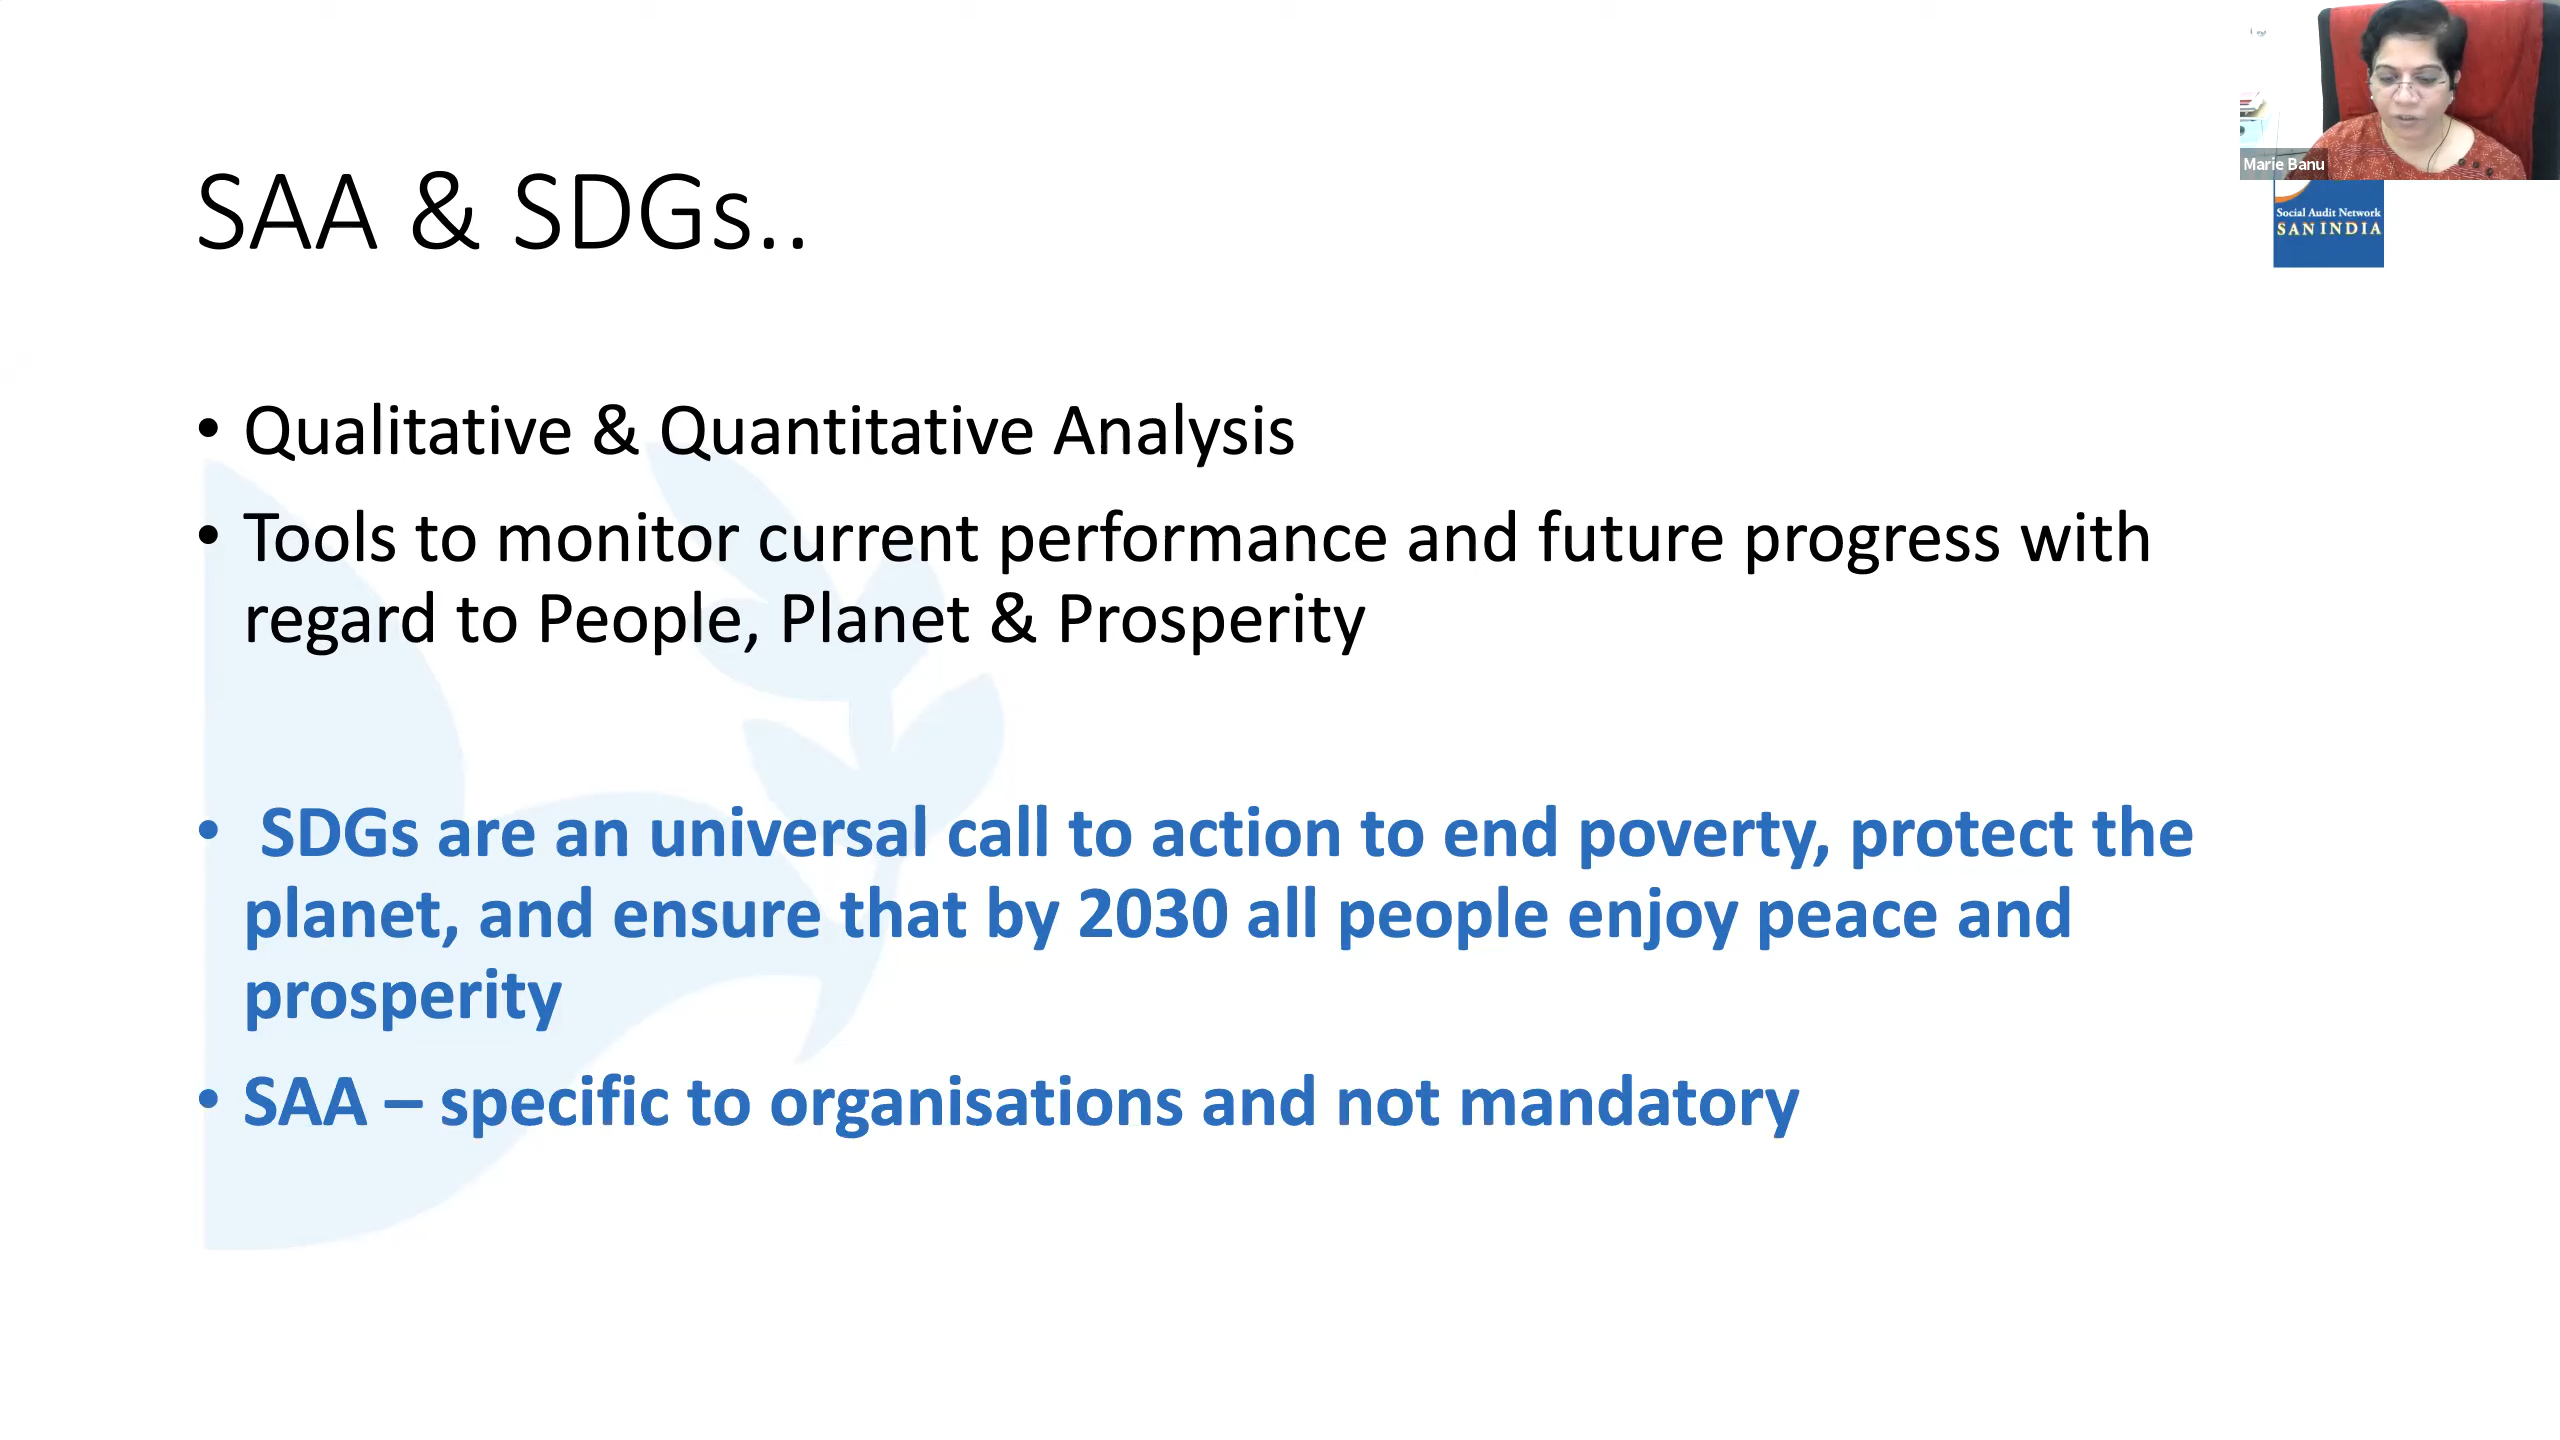 SAA & SDGs..
Marie Banu
Social Audit Network
SAN INDIA
• Qualitative & Quantitative Analysis
• Tools to monitor current performance and future progress with
regard to People, Planet & Prosperity
• SDGs are an universal call to action to end poverty, protect the
planet, and ensure that by 2030 all people enjoy peace and
prosperity
• SAA – specific to organisations and not mandatory